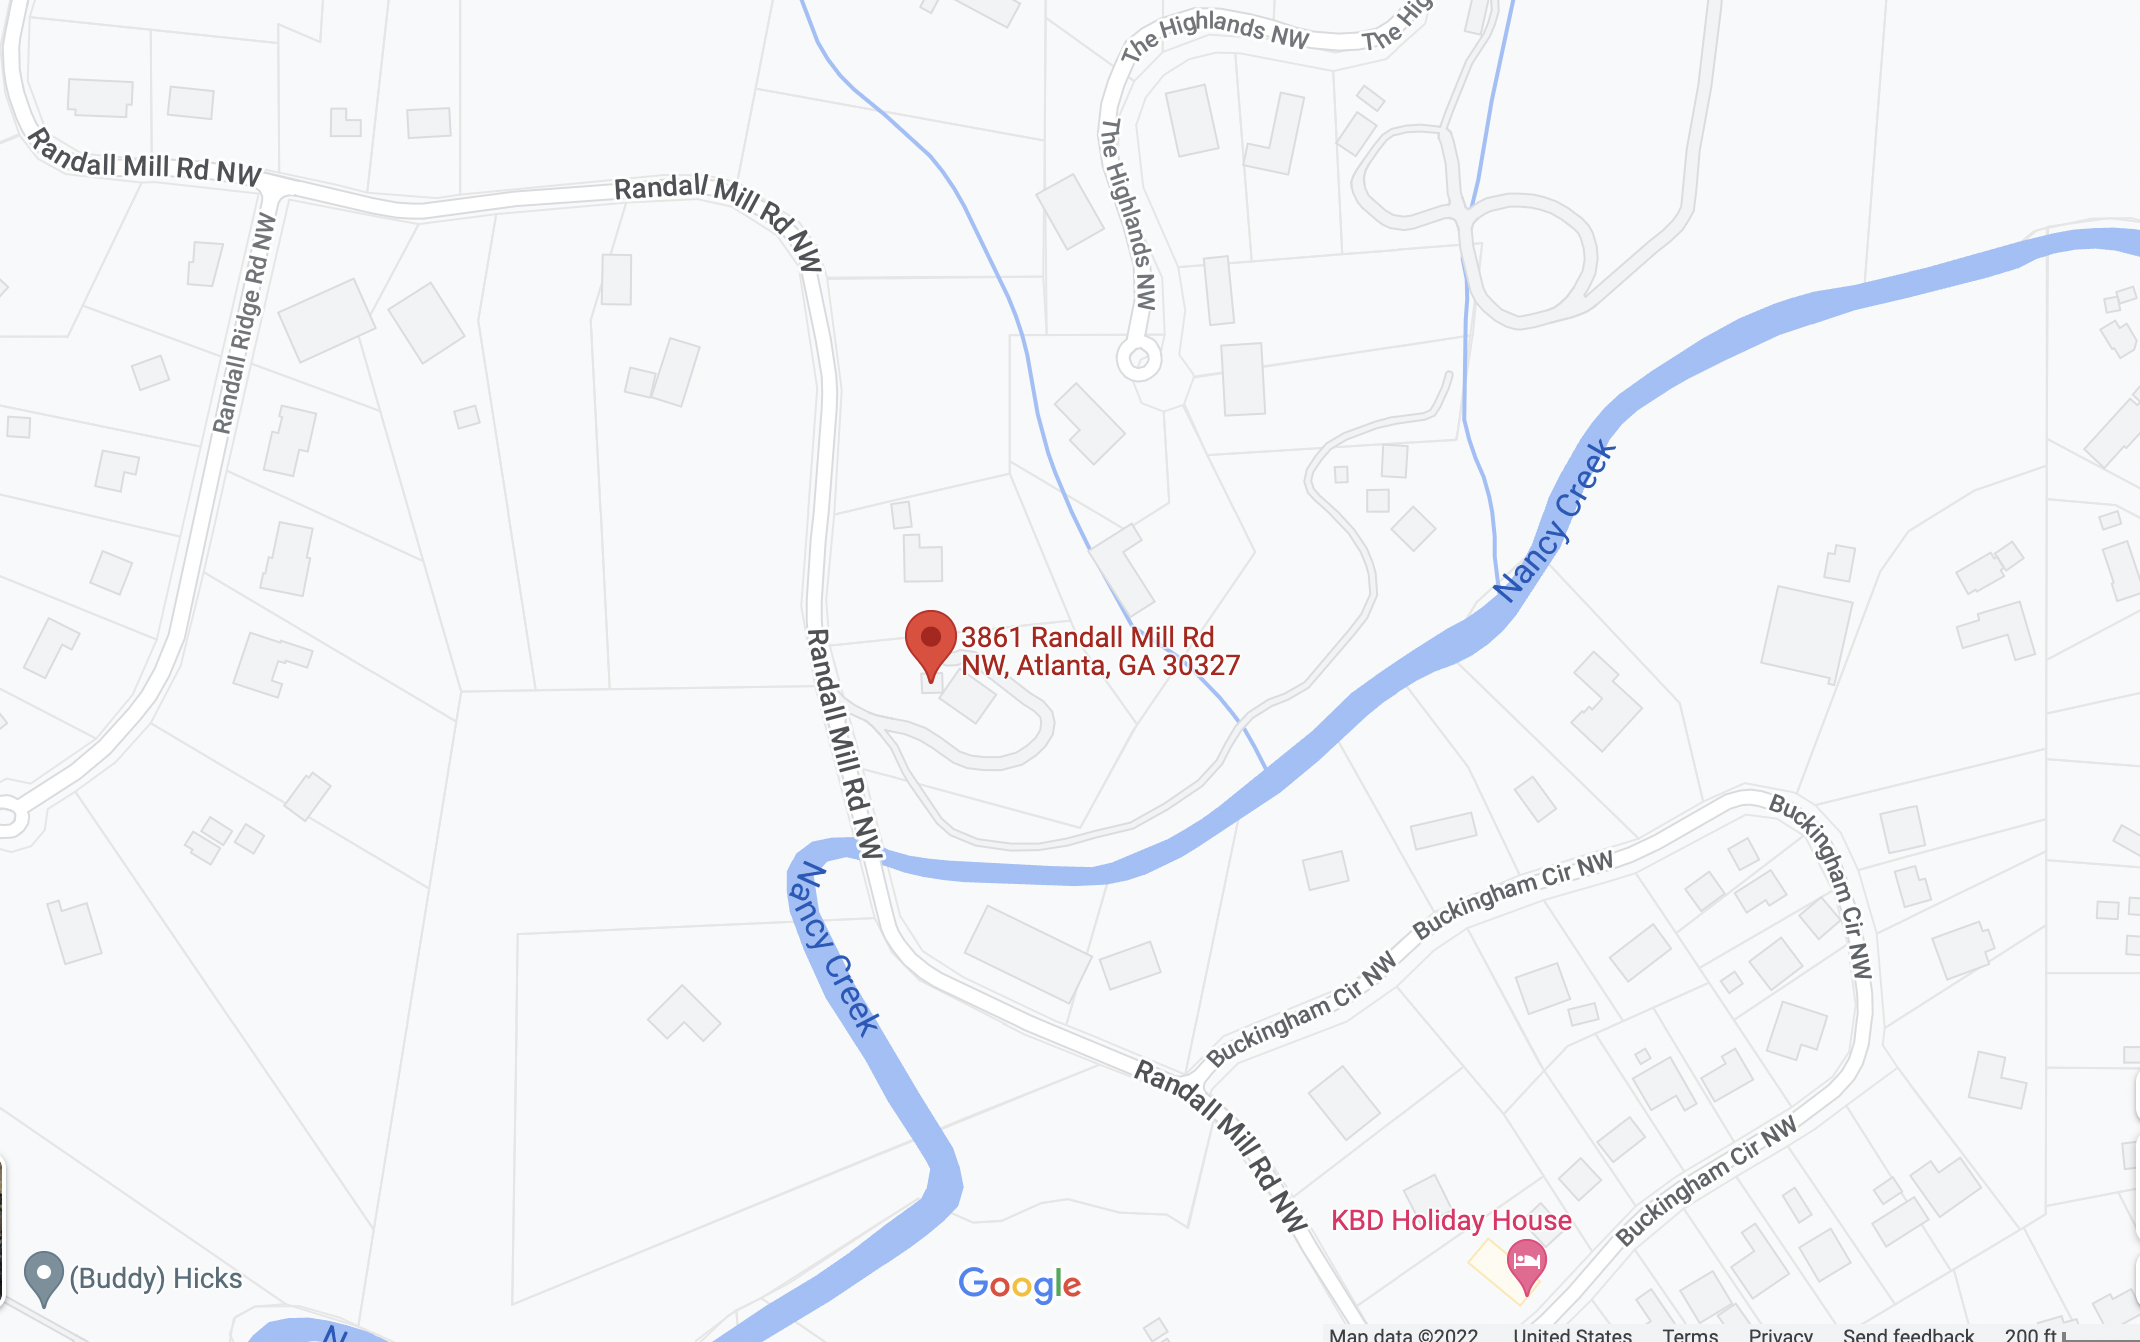 The Highlands NW
The Hig
Randall Mill Rd NW
Randall Mill Rd NW
The Highlands NW
Randall Ridge Rd NW
Nancy Creek
3861 Randall Mill Rd
NW, Atlanta, GA 30327
Randall Mill Rd NW
Buckingham Cir NW
Buckingham Cir NW
Nancy Creek
Buckingham Cir NW
Randall Mill Rd NW
Buckingham Cir NW
KBD Holiday House
(Buddy) Hicks
Google
N
Map data ©2022 United States Terms Privacy Send feedback 200 ft